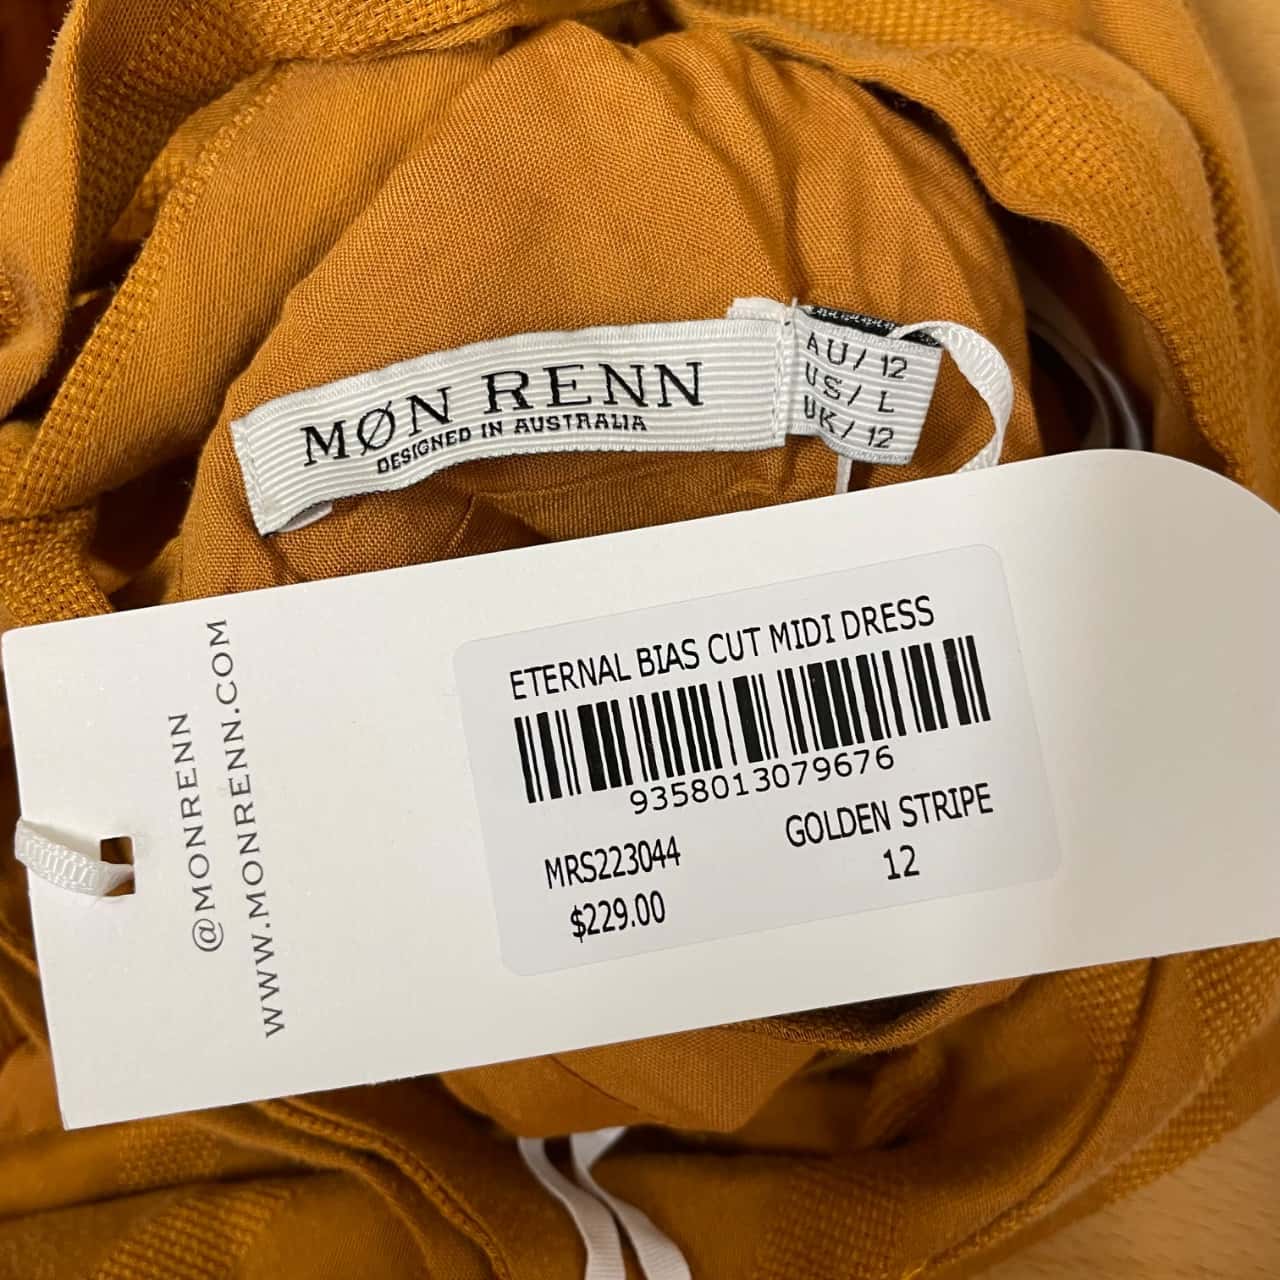 MØN RENN
DESIGNED IN AUSTRALIA
AU/ 12
US/ L
UK/ 12
@MONRENN
WWW.MONRENN.COM
ETERNAL BIAS CUT MIDI DRESS
9358013079676
MRS223044
GOLDEN STRIPE
$229.00
12